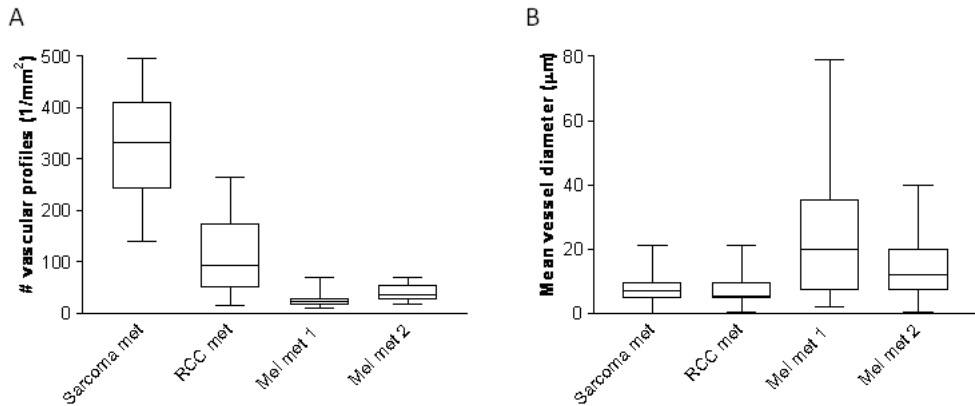 A
# vascular profiles (1/mm²)
500
400
300
200
100
0
Sarcoma met
RCC met
Mel met 1
Mel met 2
B
Mean vessel diameter (µm)
80
60
40
20
0
Sarcoma met
RCC met
Mel met 1
Mel met 2